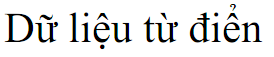 Dữ liệu từ điển